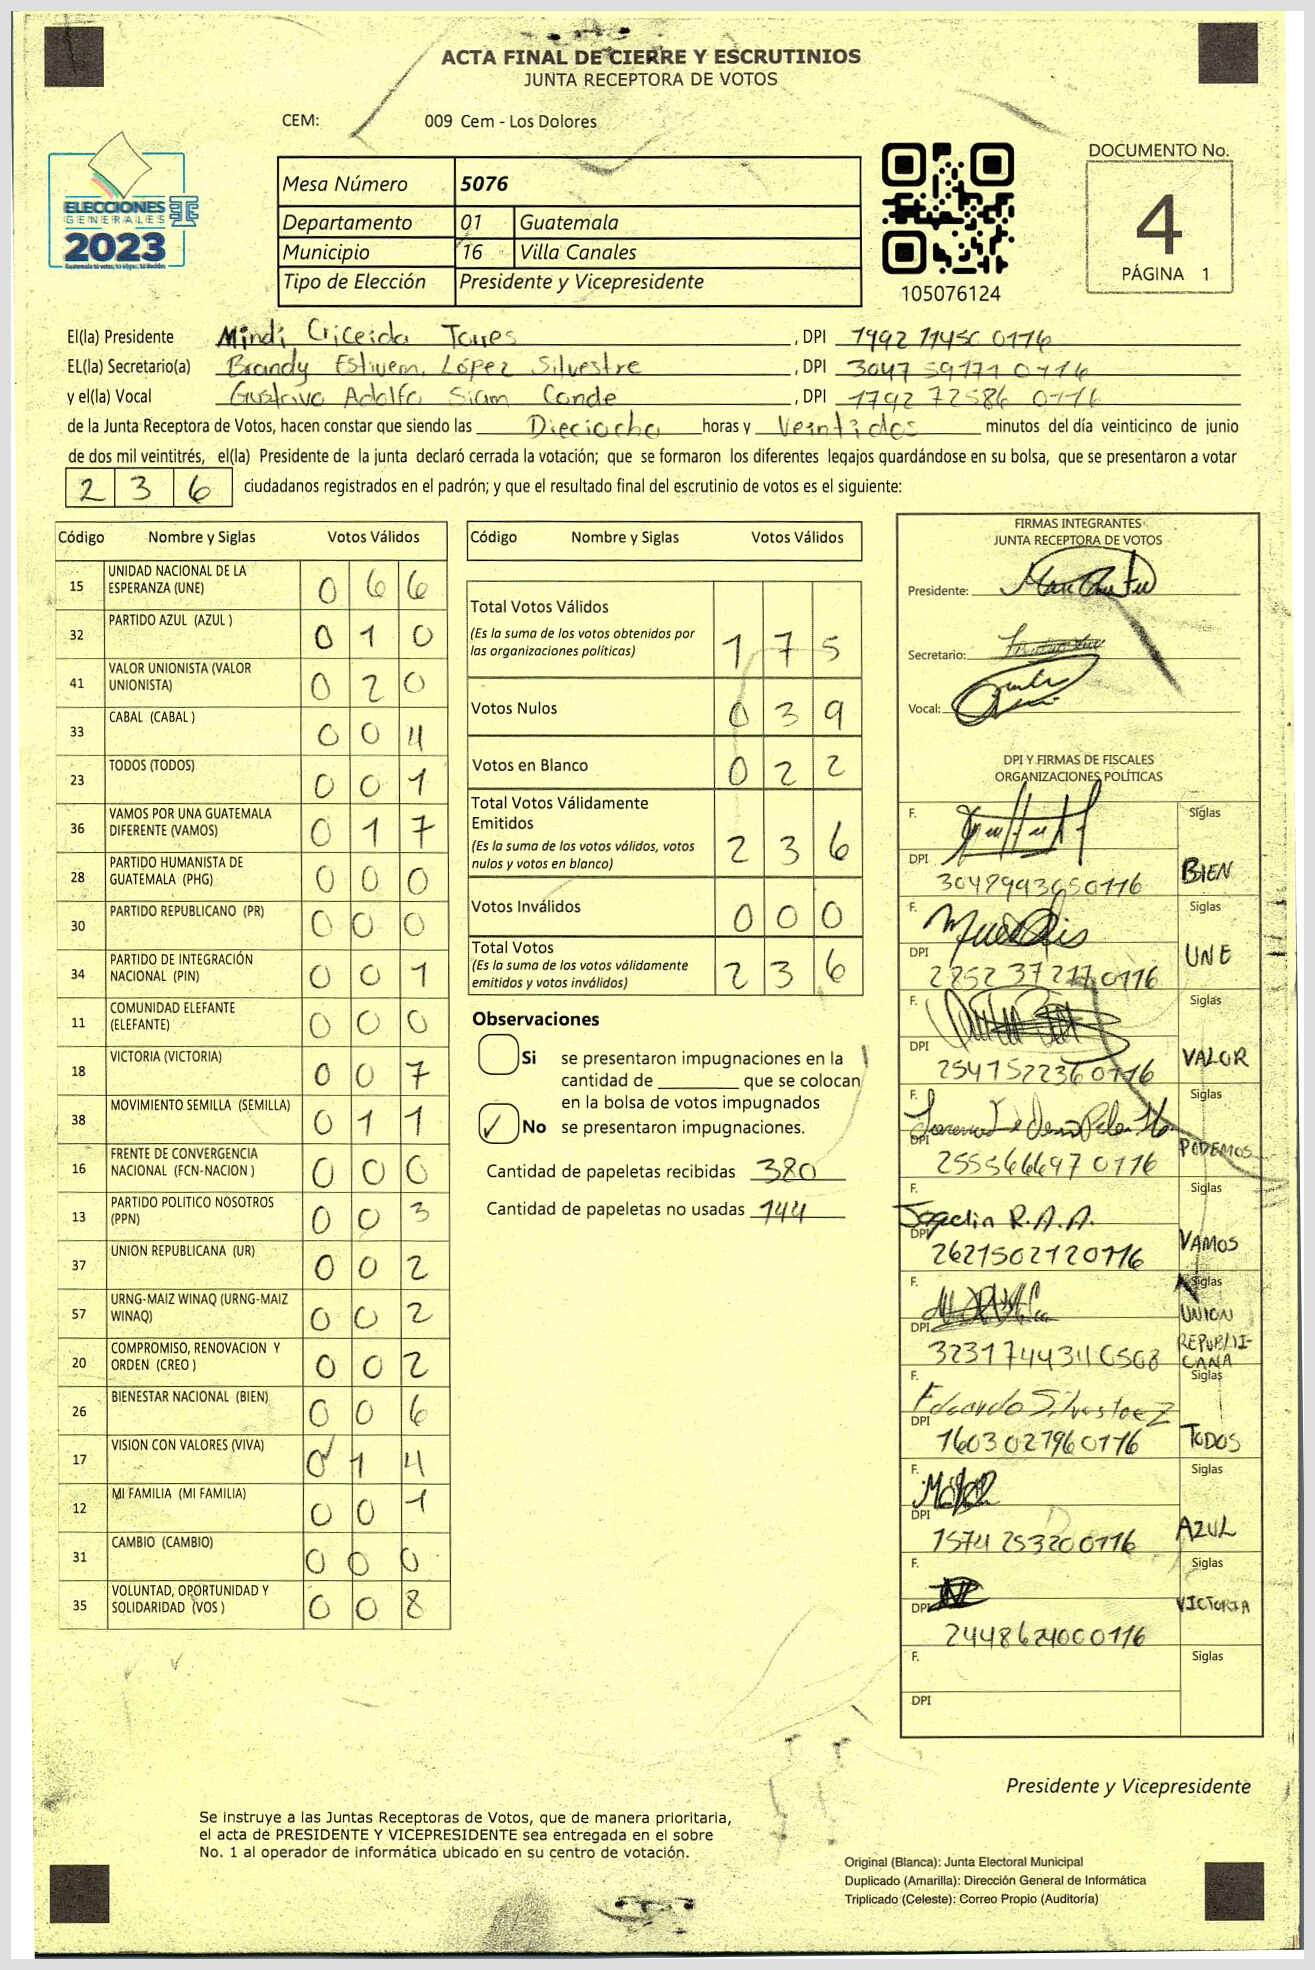 ACTA FINAL DE CIERRE Y ESCRUTINIOS
JUNTA RECEPTORA DE VOTOS
CEM: 009 Cem - Los Dolores
ELECCIONES
GENERALES
2023
Mesa Número 5076
Departamento 01 Guatemala
Municipio 16 Villa Canales
Tipo de Elección Presidente y Vicepresidente
105076124
DOCUMENTO No.
4
PÁGINA 1
El(la) Presidente Mindi Criceida Torres, DPI
EL(la) Secretario(a) Brandy Estivem López Silvestre, DPI 3047 59171 0116
y el(la) Vocal Gustavo Adolfo Siam Conde, DPI 1792 72586 0116
de la Junta Receptora de Votos, hacen constar que siendo las Dieciocho horas y Veintidos minutos del día veinticinco de junio
de dos mil veintitrés, el(la) Presidente de la junta declaró cerrada la votación; que se formaron los diferentes legajos guardándose en su bolsa, que se presentaron a votar
2 3 6 ciudadanos registrados en el padrón; y que el resultado final del escrutinio de votos es el siguiente:
Código Nombre y Siglas Votos Válidos
15 UNIDAD NACIONAL DE LA ESPERANZA (UNE) 0 6 6
32 PARTIDO AZUL (AZUL ) 0 1 0
41 VALOR UNIONISTA (VALOR UNIONISTA) 0 2 0
33 CABAL (CABAL ) 0 0 4
23 TODOS (TODOS) 0 0 1
36 VAMOS POR UNA GUATEMALA DIFERENTE (VAMOS) 0 1 7
28 PARTIDO HUMANISTA DE GUATEMALA (PHG) 0 0 0
30 PARTIDO REPUBLICANO (PR) 0 0 0
34 PARTIDO DE INTEGRACIÓN NACIONAL (PIN) 0 0 1
11 COMUNIDAD ELEFANTE (ELEFANTE) 0 0 0
18 VICTORIA (VICTORIA) 0 0 7
38 MOVIMIENTO SEMILLA (SEMILLA) 0 1 1
16 FRENTE DE CONVERGENCIA NACIONAL (FCN-NACION ) 0 0 0
13 PARTIDO POLITICO NOSOTROS (PPN) 0 0 3
37 UNION REPUBLICANA (UR) 0 0 2
57 URNG-MAIZ WINAQ (URNG-MAIZ WINAQ) 0 0 2
20 COMPROMISO, RENOVACION Y ORDEN (CREO ) 0 0 2
26 BIENESTAR NACIONAL (BIEN) 0 0 6
17 VISION CON VALORES (VIVA) 0 1 4
12 MI FAMILIA (MI FAMILIA) 0 0 1
31 CAMBIO (CAMBIO) 0 0 0
35 VOLUNTAD, OPORTUNIDAD Y SOLIDARIDAD (VOS ) 0 0 8
Código Nombre y Siglas Votos Válidos
Total Votos Válidos
(Es la suma de los votos obtenidos por
las organizaciones políticas) 1 7 5
Votos Nulos 0 3 9
Votos en Blanco 0 2 2
Total Votos Válidamente
Emitidos
(Es la suma de los votos válidos, votos
nulos y votos en blanco) 2 3 6
Votos Inválidos 0 0 0
Total Votos
(Es la suma de los votos válidamente
emitidos y votos inválidos) 2 3 6
Observaciones
Si se presentaron impugnaciones en la
cantidad de ________ que se colocan
en la bolsa de votos impugnados
✓ No se presentaron impugnaciones.
Cantidad de papeletas recibidas 380
Cantidad de papeletas no usadas 144
FIRMAS INTEGRANTES
JUNTA RECEPTORA DE VOTOS
Presidente:
Secretario:
Vocal:
DPI Y FIRMAS DE FISCALES
ORGANIZACIONES POLÍTICAS
F. Siglas
DPI 3048993050116 BIEN
F. Siglas
DPI 2252 37217 0116 UNE
F. Siglas
DPI 2547522360116 VALOR
F. Siglas
DPI 2555666970116 PODEMOS
F. Joselin R.A.A. Siglas
DPI 2621502120116 VAMOS
F. Siglas
DPI 3231744340508 UNION REPUBLICANA
F. Eduardo Silvestre Z Siglas
DPI 1603027960116 TODOS
F. Siglas
DPI 1574 253200116 AZUL
F. Siglas
DPI 2448624000116 VICTORIA
F. Siglas
DPI
Presidente y Vicepresidente
Se instruye a las Juntas Receptoras de Votos, que de manera prioritaria,
el acta de PRESIDENTE Y VICEPRESIDENTE sea entregada en el sobre
No. 1 al operador de informática ubicado en su centro de votación.
Original (Blanca): Junta Electoral Municipal
Duplicado (Amarilla): Dirección General de Informática
Triplicado (Celeste): Correo Propio (Auditoría)